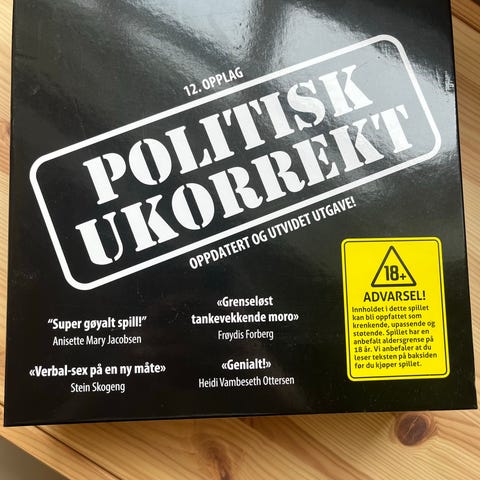 12. OPPLAG
POLITISK
UKORREKT
OPPDATERT OG UTVIDET UTGAVE!
"Super gøyalt spill!"
Anisette Mary Jacobsen
«Grenseløst
tankevekkende moro»
Frøydis Forberg
«Verbal-sex på en ny måte»
Stein Skogeng
«Genialt!»
Heidi Vambeseth Ottersen
18+
ADVARSEL!
Innholdet i dette spillet
kan bli oppfattet som
krenkende, upassende og
støtende. Spillet har en
anbefalt aldersgrense på
18 år. Vi anbefaler at du
leser teksten på baksiden
før du kjøper spillet.